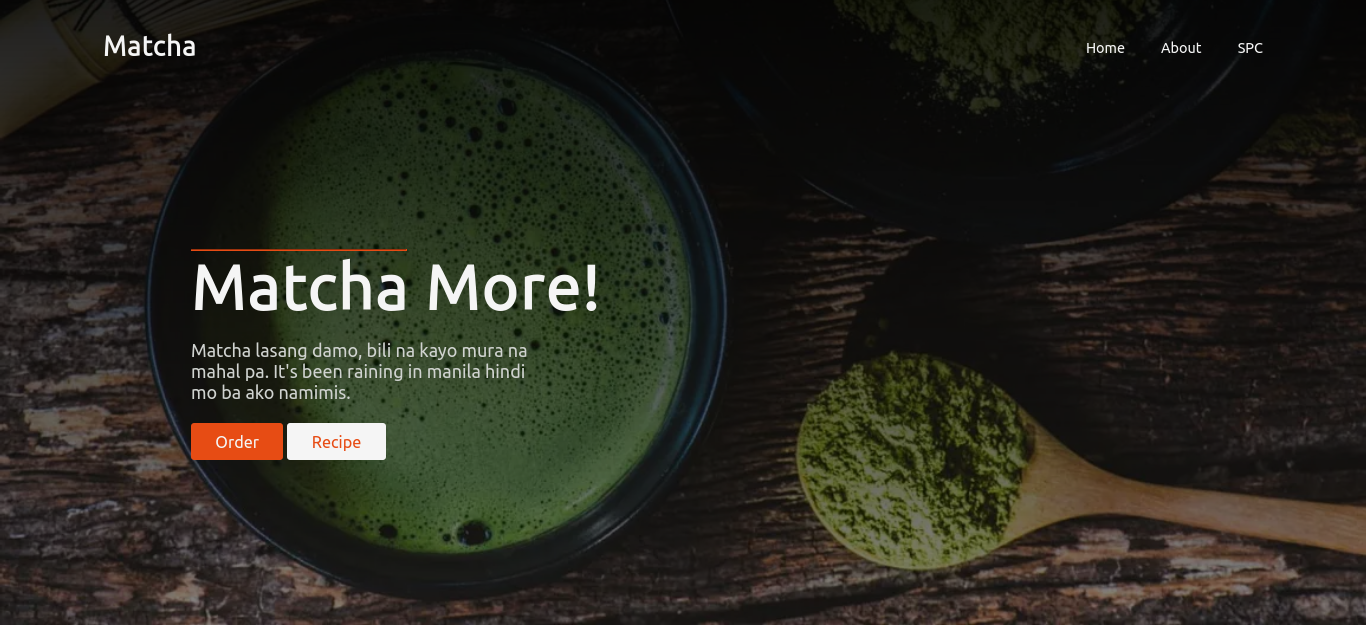 Matcha
Home About SPC
Matcha More!
Matcha lasang damo, bili na kayo mura na
mahal pa. It's been raining in manila hindi
mo ba ako namimis.
Order Recipe